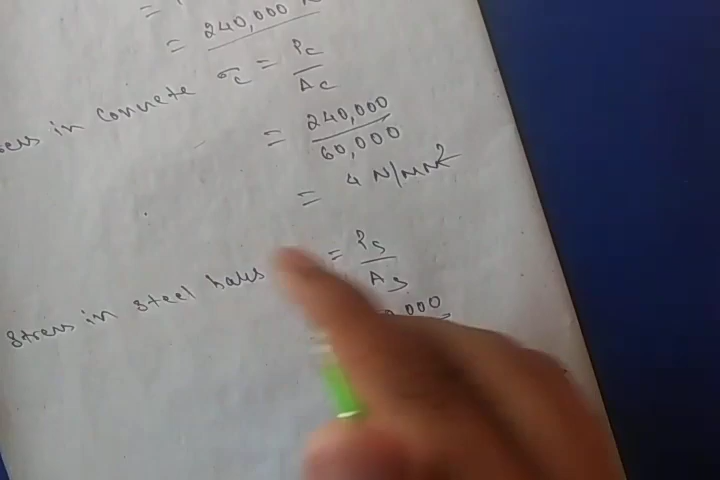 =
= 240,000 N
in Concrete σc = Pc / Ac
= 240,000 / 60,000
= 4 N/MM²
Stress in steel bars = Ps / As
,000